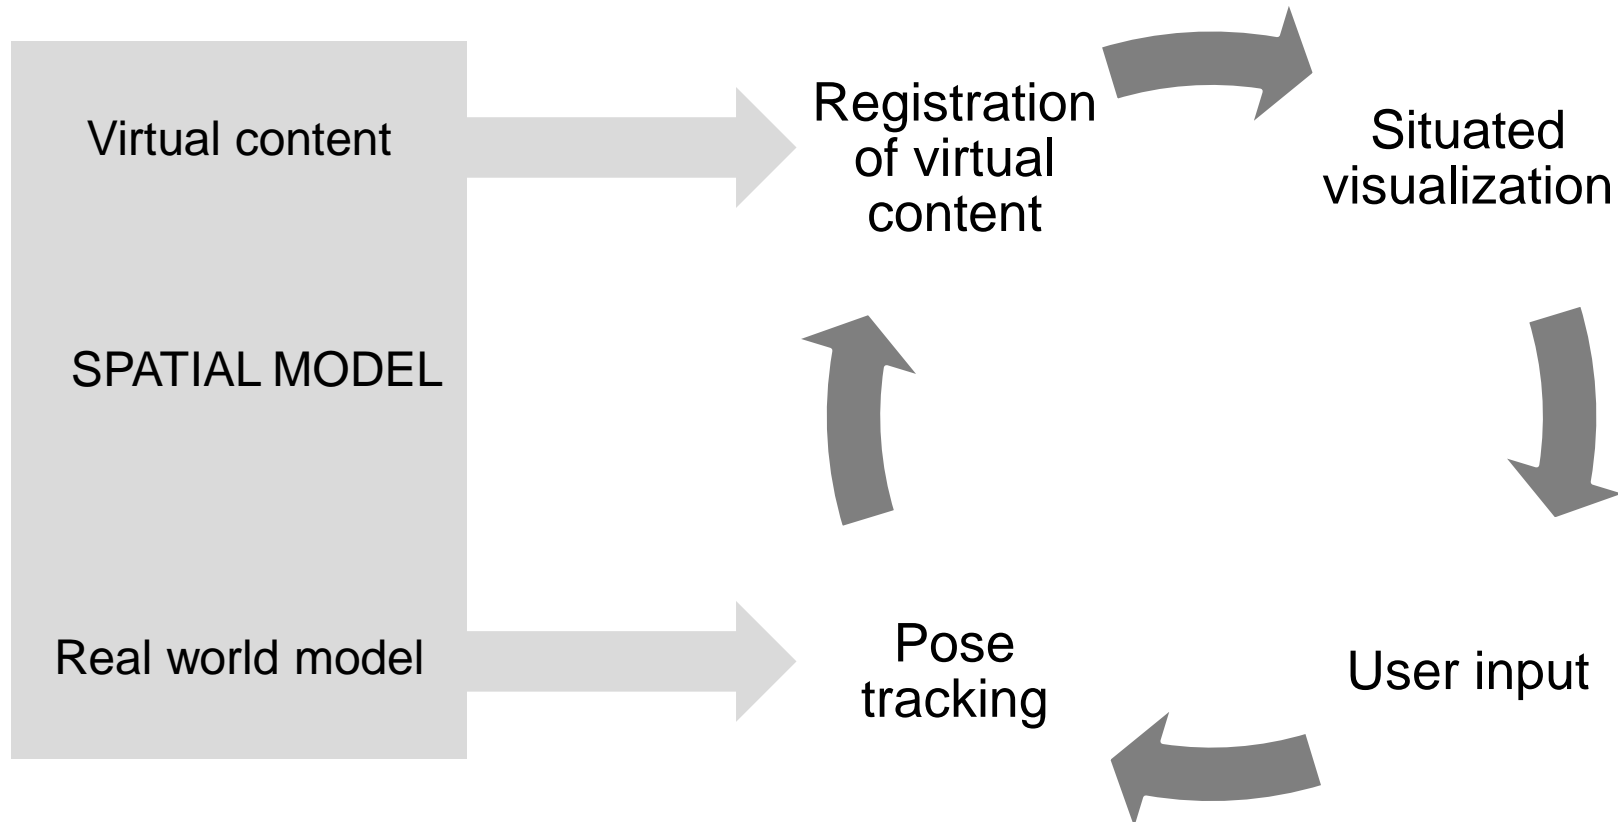 Virtual content
SPATIAL MODEL
Real world model
Registration
of virtual
content
Situated
visualization
User input
Pose
tracking